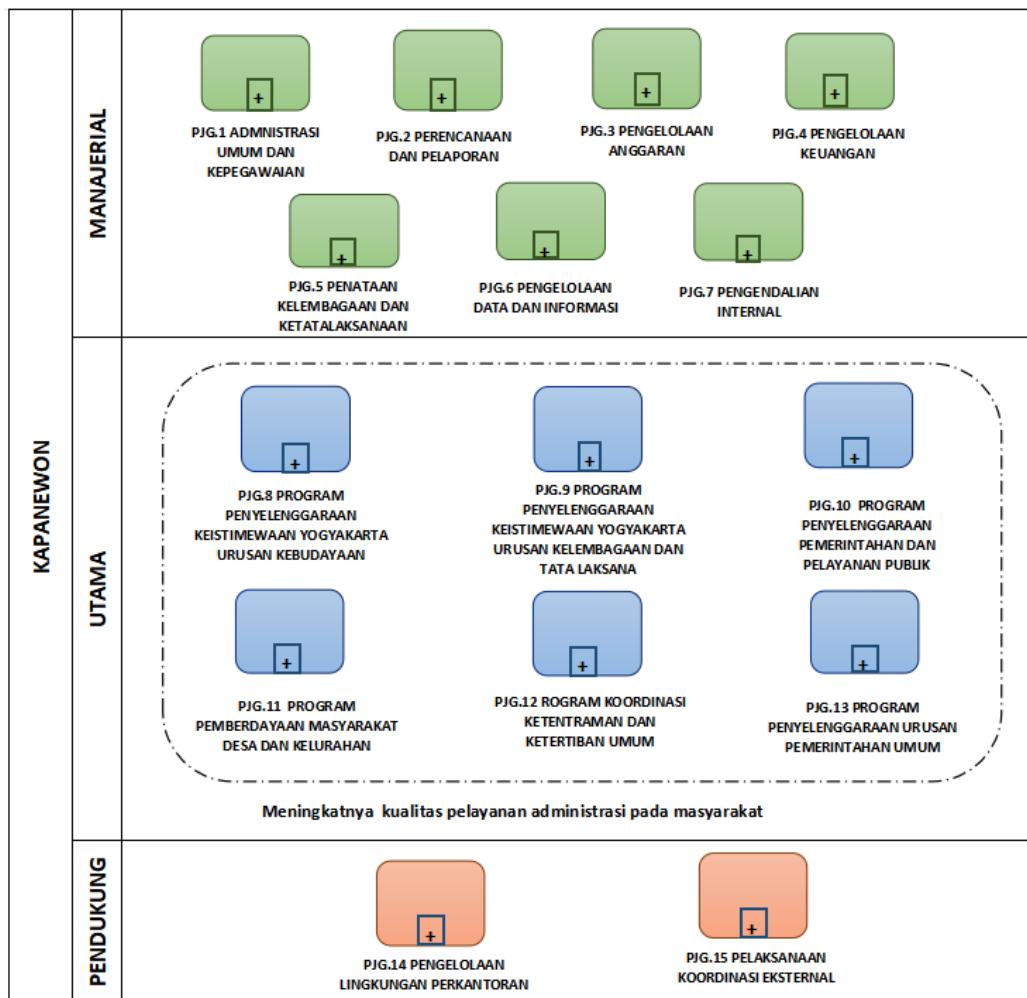 KAPANEWON
MANAJERIAL
+
+
+
+
PJG.1 ADMNISTRASI
UMUM DAN
KEPEGAWAIAN
PJG.2 PERENCANAAN
DAN PELAPORAN
PJG.3 PENGELOLAAN
ANGGARAN
PJG.4 PENGELOLAAN
KEUANGAN
+
+
+
PJG.5 PENATAAN
KELEMBAGAAN DAN
KETATALAKSANAAN
PJG.6 PENGELOLAAN
DATA DAN INFORMASI
PJG.7 PENGENDALIAN
INTERNAL
UTAMA
+
+
+
PJG.8 PROGRAM
PENYELENGGARAAN
KEISTIMEWAAN YOGYAKARTA
URUSAN KEBUDAYAAN
PJG.9 PROGRAM
PENYELENGGARAAN
KEISTIMEWAAN YOGYAKARTA
URUSAN KELEMBAGAAN DAN
TATA LAKSANA
PJG.10 PROGRAM
PENYELENGGARAAN
PEMERINTAHAN DAN
PELAYANAN PUBLIK
+
+
+
PJG.11 PROGRAM
PEMBERDAYAAN MASYARAKAT
DESA DAN KELURAHAN
PJG.12 ROGRAM KOORDINASI
KETENTRAMAN DAN
KETERTIBAN UMUM
PJG.13 PROGRAM
PENYELENGGARAAN URUSAN
PEMERINTAHAN UMUM
Meningkatnya kualitas pelayanan administrasi pada masyarakat
PENDUKUNG
+
+
PJG.14 PENGELOLAAN
LINGKUNGAN PERKANTORAN
PJG.15 PELAKSANAAN
KOORDINASI EKSTERNAL